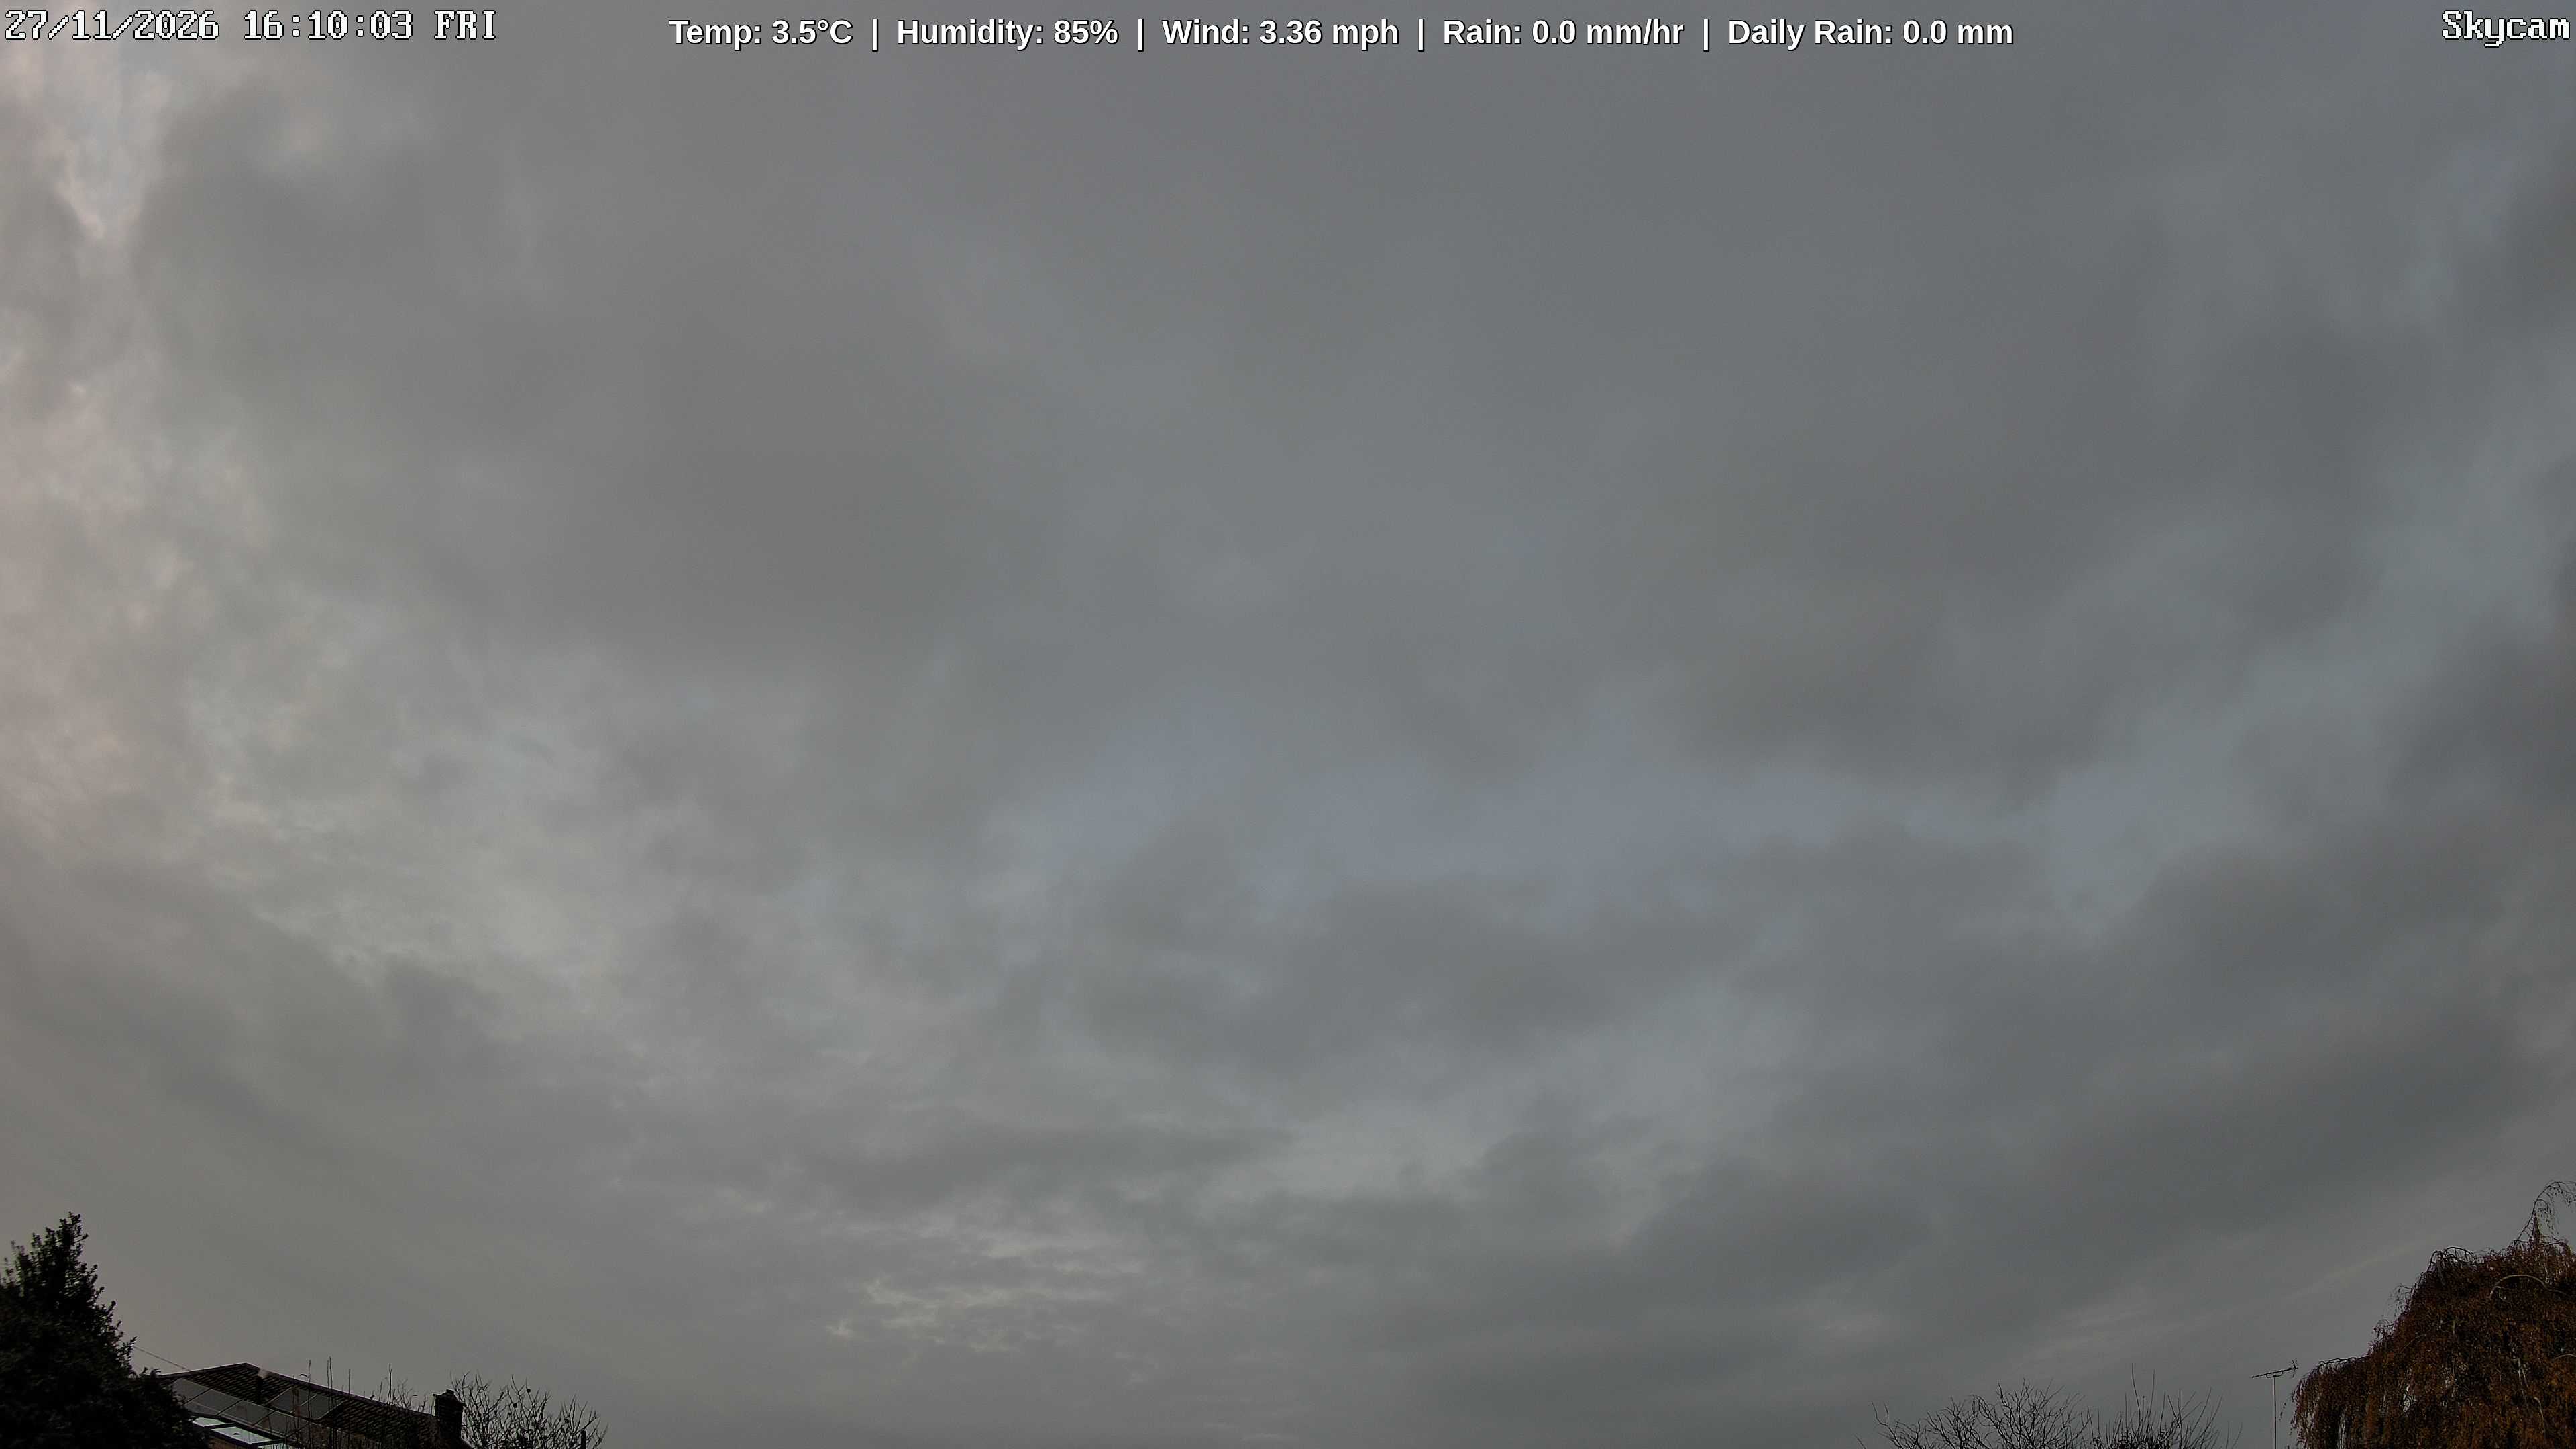 27/11/2026 16:10:03 FRI
Temp: 3.5°C | Humidity: 85% | Wind: 3.36 mph | Rain: 0.0 mm/hr | Daily Rain: 0.0 mm
Skycam